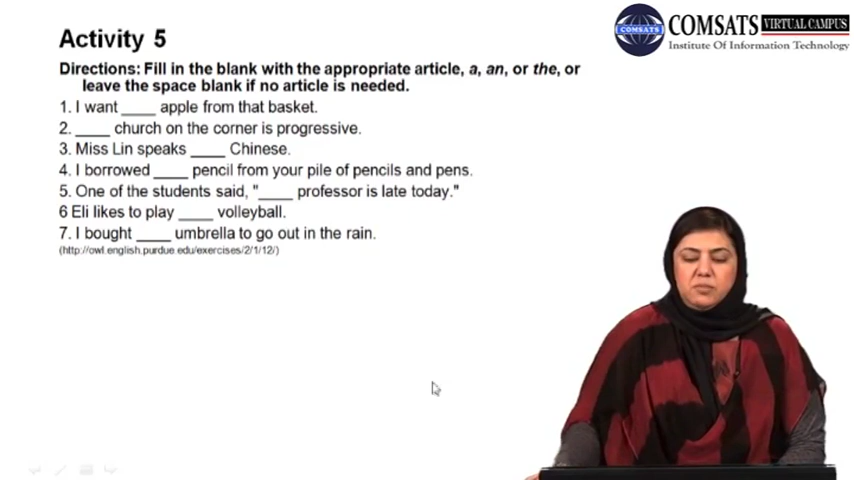 COMSATS VIRTUAL CAMPUS
COMSATS
Institute Of Information Technology
Activity 5
Directions: Fill in the blank with the appropriate article, a, an, or the, or
leave the space blank if no article is needed.
1. I want ____ apple from that basket.
2. ____ church on the corner is progressive.
3. Miss Lin speaks ____ Chinese.
4. I borrowed ____ pencil from your pile of pencils and pens.
5. One of the students said, "____ professor is late today."
6 Eli likes to play ____ volleyball.
7. I bought ____ umbrella to go out in the rain.
(http://owl.english.purdue.edu/exercises/2/1/12/)